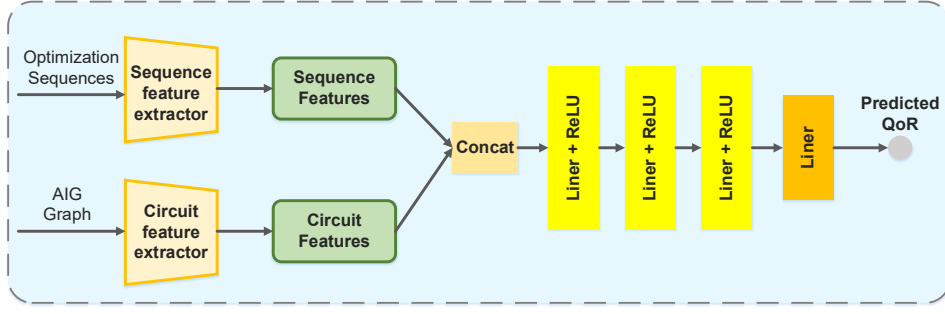 Optimization
Sequences
Sequence
feature
extractor
Sequence
Features
Concat
Liner + ReLU
Liner + ReLU
Liner + ReLU
Liner
Predicted
QoR
AIG
Graph
Circuit
feature
extractor
Circuit
Features